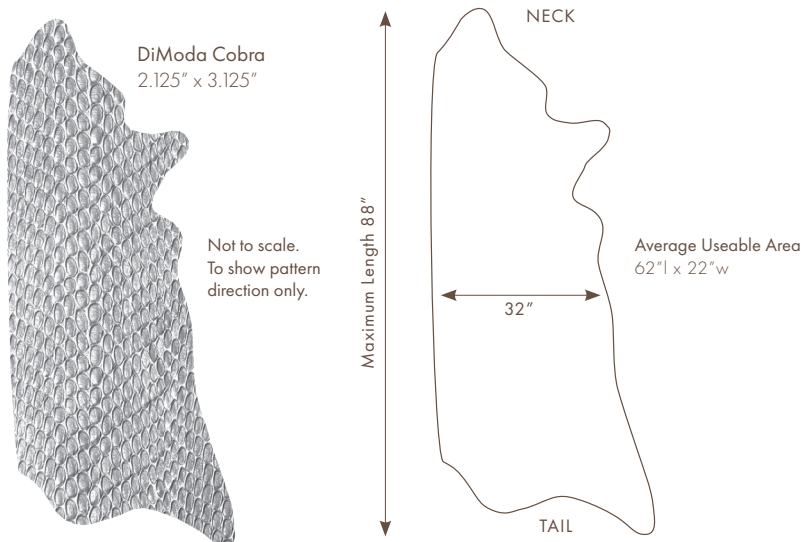 DiModa Cobra
2.125” x 3.125”
Not to scale.
To show pattern
direction only.
Maximum Length 88”
NECK
32”
TAIL
Average Useable Area
62”l x 22”w